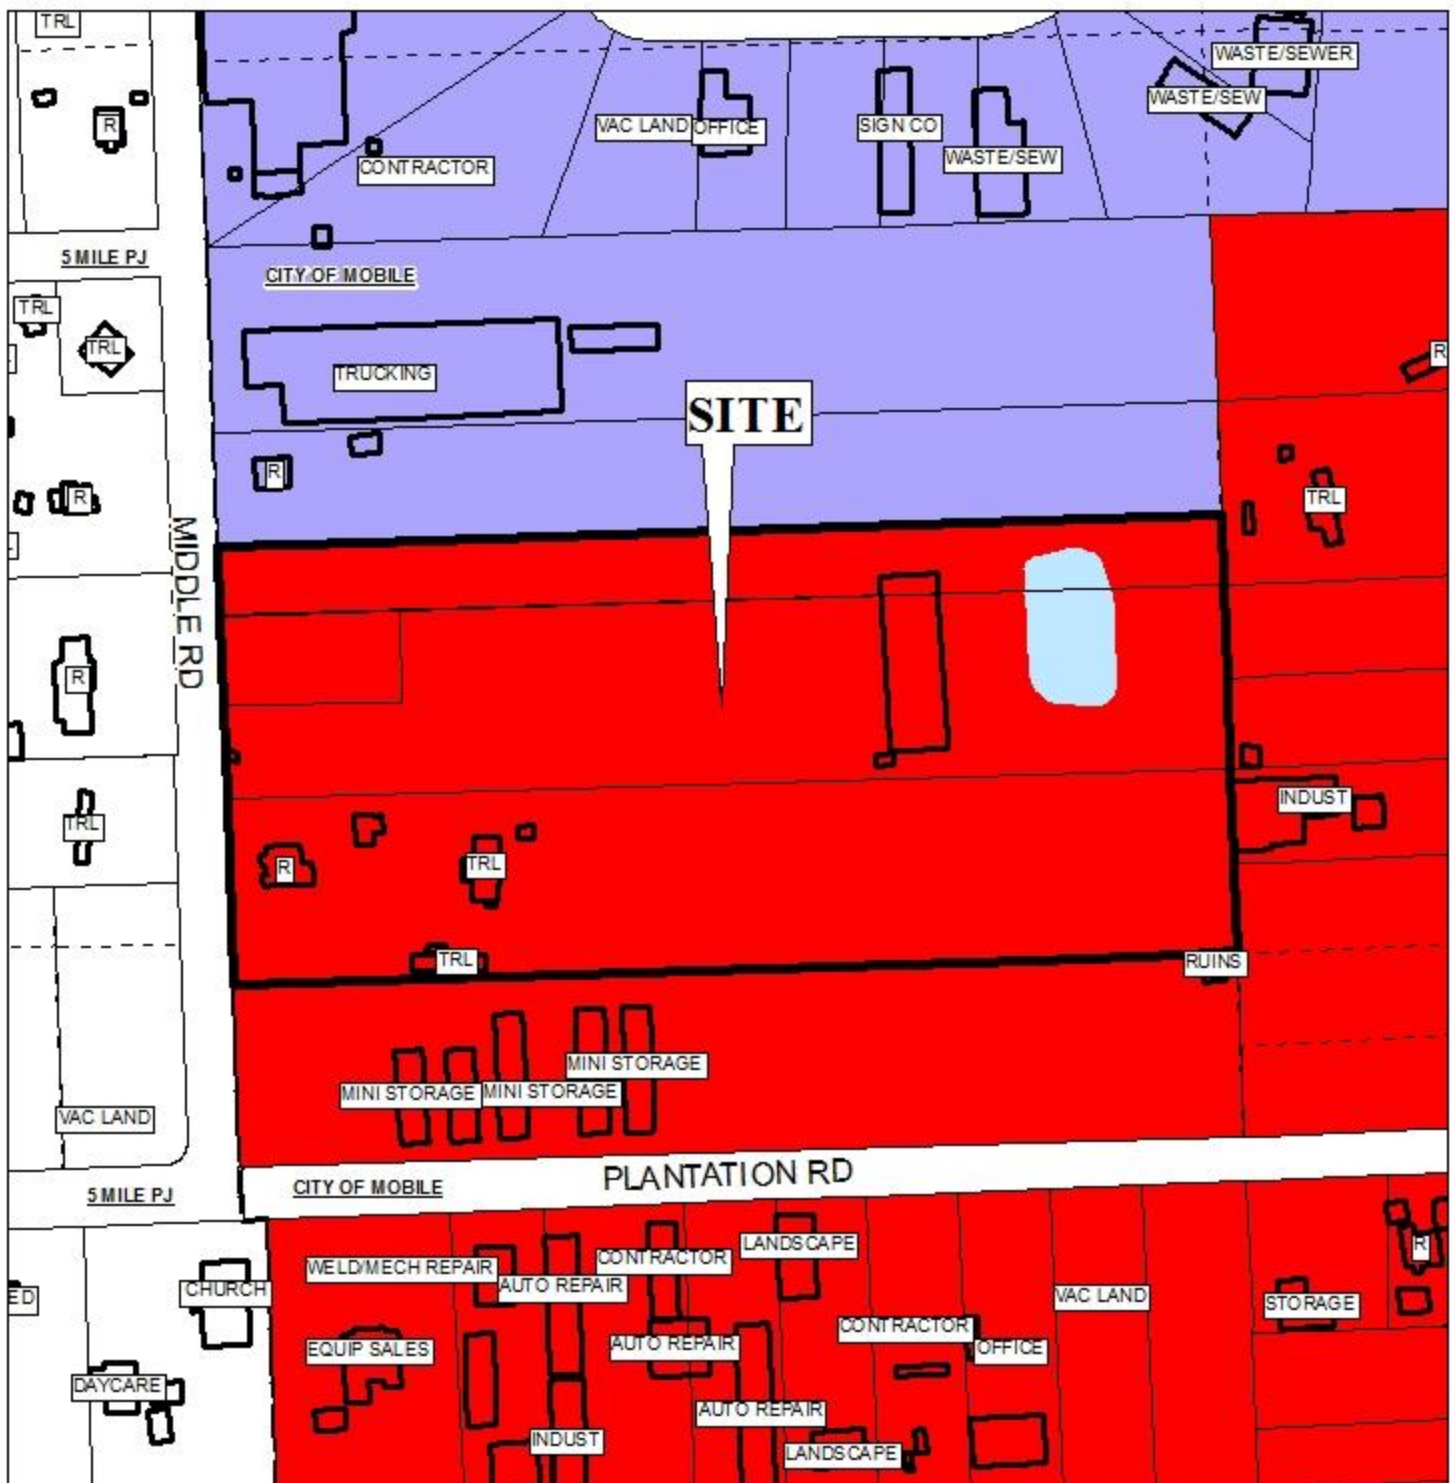 TRL
WASTE/SEWER
WASTE/SEW
R
VAC LAND
OFFICE
SIGN CO
WASTE/SEW
CONTRACTOR
5 MILE PJ
CITY OF MOBILE
TRL
TRL
R
TRUCKING
SITE
R
R
TRL
MIDDLE RD
R
TRL
INDUST
R
TRL
TRL
RUINS
MINI STORAGE
MINI STORAGE
MINI STORAGE
VAC LAND
PLANTATION RD
5 MILE PJ
CITY OF MOBILE
LANDSCAPE
R
CONTRACTOR
WELD/MECH REPAIR
AUTO REPAIR
CHURCH
ED
VAC LAND
STORAGE
CONTRACTOR
AUTO REPAIR
EQUIP SALES
OFFICE
DAYCARE
AUTO REPAIR
INDUST
LANDSCAPE